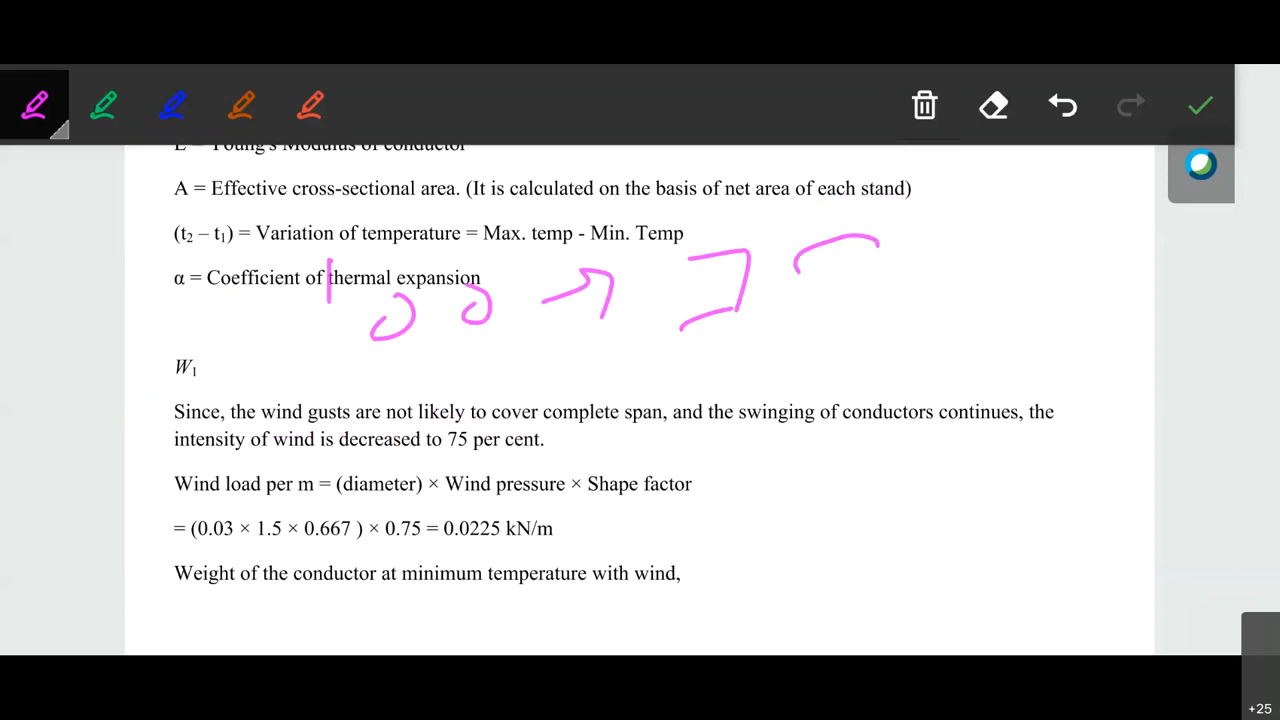 A = Effective cross-sectional area. (It is calculated on the basis of net area of each stand)
(t₂ – t₁) = Variation of temperature = Max. temp - Min. Temp
α = Coefficient of thermal expansion
100 →
W₁
Since, the wind gusts are not likely to cover complete span, and the swinging of conductors continues, the
intensity of wind is decreased to 75 per cent.
Wind load per m = (diameter) × Wind pressure × Shape factor
= (0.03 × 1.5 × 0.667 ) × 0.75 = 0.0225 kN/m
Weight of the conductor at minimum temperature with wind,
+25